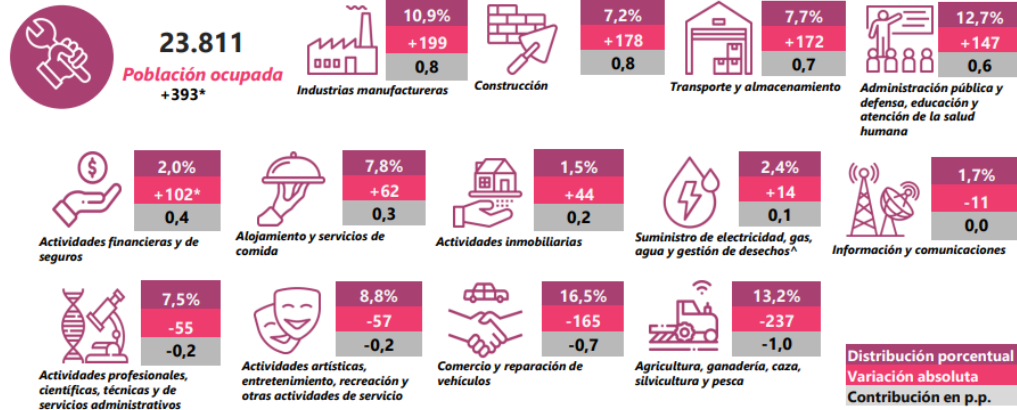 23.811
Población ocupada
+393*
10,9%
+199
0,8
Industrias manufactureras
7,2%
+178
0,8
Construcción
7,7%
+172
0,7
Transporte y almacenamiento
12,7%
+147
0,6
Administración pública y
defensa, educación y
atención de la salud
humana
2,0%
+102*
0,4
Actividades financieras y de
seguros
7,8%
+62
0,3
Alojamiento y servicios de
comida
1,5%
+44
0,2
Actividades inmobiliarias
2,4%
+14
0,1
Suministro de electricidad, gas,
agua y gestión de desechos^
1,7%
-11
0,0
Información y comunicaciones
7,5%
-55
-0,2
Actividades profesionales,
científicas, técnicas y de
servicios administrativos
8,8%
-57
-0,2
Actividades artísticas,
entretenimiento, recreación y
otras actividades de servicio
16,5%
-165
-0,7
Comercio y reparación de
vehículos
13,2%
-237
-1,0
Agricultura, ganadería, caza,
silvicultura y pesca
Distribución porcentual
Variación absoluta
Contribución en p.p.